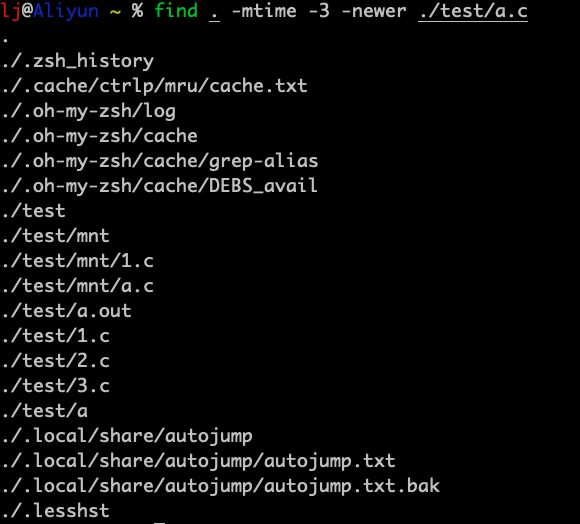 lj@Aliyun ~ % find . -mtime -3 -newer ./test/a.c
.
./.zsh_history
./.cache/ctrlp/mru/cache.txt
./.oh-my-zsh/log
./.oh-my-zsh/cache
./.oh-my-zsh/cache/grep-alias
./.oh-my-zsh/cache/DEBS_avail
./test
./test/mnt
./test/mnt/1.c
./test/mnt/a.c
./test/a.out
./test/1.c
./test/2.c
./test/3.c
./test/a
./.local/share/autojump
./.local/share/autojump/autojump.txt
./.local/share/autojump/autojump.txt.bak
./.lesshst